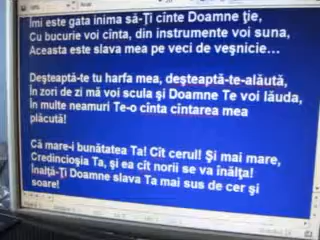 Îmi este gata inima să-Ţi cînte Doamne ţie,
Cu bucurie voi cînta, din instrumente voi suna,
Aceasta este slava mea pe veci de veşnicie…
Deşteaptă-te tu harfa mea, deşteaptă-te-alăută,
În zori de zi mă voi scula şi Doamne Te voi lăuda,
În multe neamuri Te-o cinta cîntarea mea
plăcută!
Că mare-i bunătatea Ta! Cît cerul! Şi mai mare,
Credincioşia Ta, şi ea cît norii se va înălţa!
Înalţă-Ţi Doamne slava Ta mai sus de cer şi
soare!